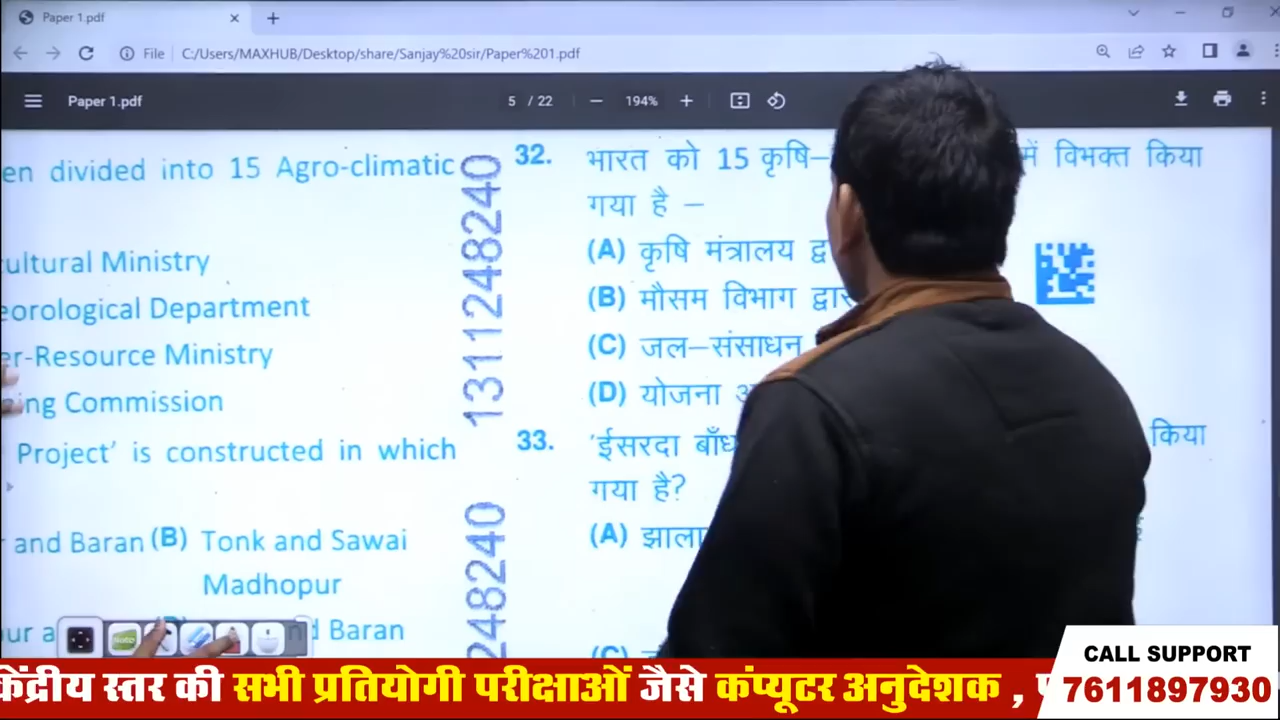 Paper 1.pdf
File C:/Users/MAXHUB/Desktop/share/Sanjay%20sir/Paper%201.pdf
Paper 1.pdf 5 / 22 194%
en divided into 15 Agro-climatic
cultural Ministry
eorological Department
er-Resource Ministry
ing Commission
Project' is constructed in which
and Baran (B) Tonk and Sawai
Madhopur
d Baran
1311248240
248240
32. भारत को 15 कृषि– में विभक्त किया
गया है –
(A) कृषि मंत्रालय
(B) मौसम विभाग
(C) जल–संसाधन
(D) योजना
33. 'ईसरदा बाँध किया
गया है?
(A) झाला
केंद्रीय स्तर की सभी प्रतियोगी परीक्षाओं जैसे कंप्यूटर अनुदेशक ,
CALL SUPPORT
7611897930